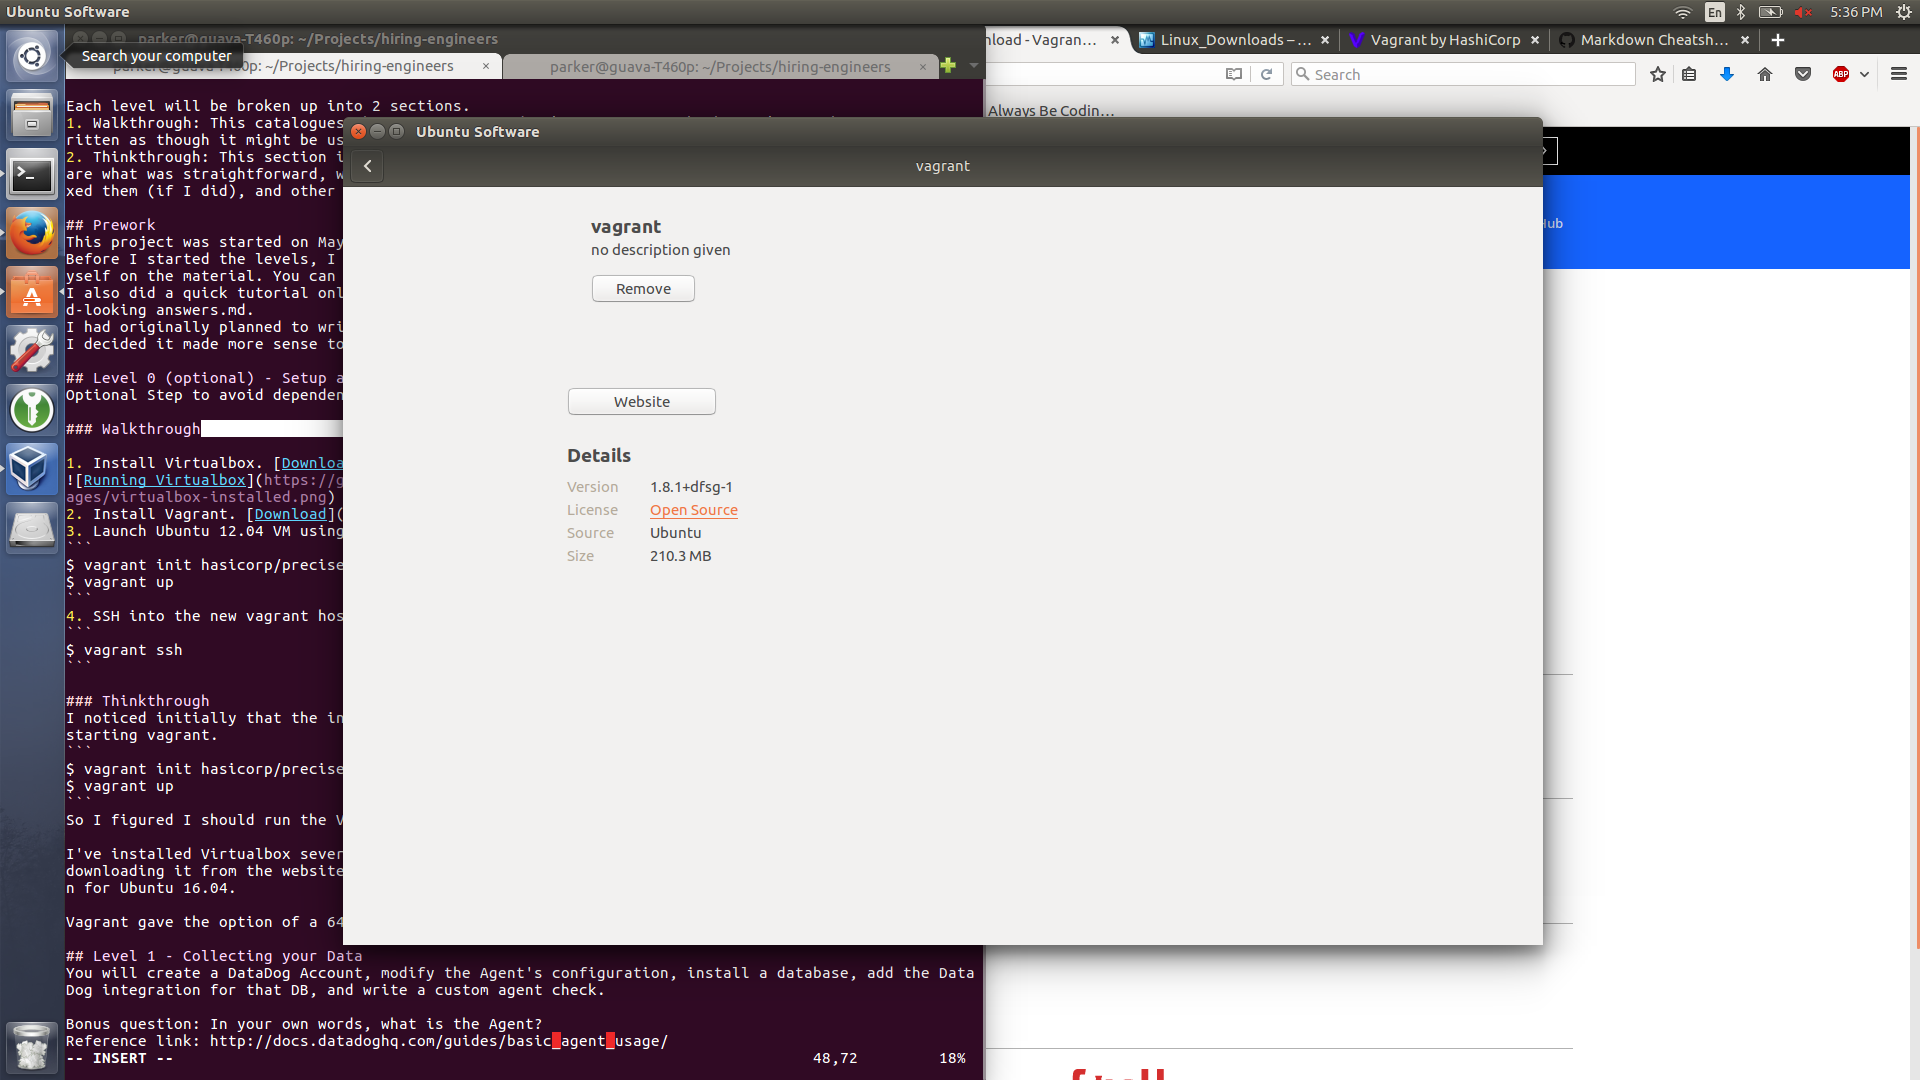 Ubuntu Software
En
5:36 PM
parker@guava-T460p: ~/Projects/hiring-engineers
Search your computer
parker@guava-T460p: ~/Projects/hiring-engineers
parker@guava-T460p: ~/Projects/hiring-engineers
nload - Vagran…
Linux_Downloads – …
Vagrant by HashiCorp
Markdown Cheatsh…
Search
ABP
Always Be Codin…
Each level will be broken up into 2 sections.
1. Walkthrough: This catalogues
ritten as though it might be us
2. Thinkthrough: This section i
are what was straightforward, w
xed them (if I did), and other
## Prework
This project was started on May
Before I started the levels, I
yself on the material. You can
I also did a quick tutorial onl
d-looking answers.md.
I had originally planned to wri
I decided it made more sense to
## Level 0 (optional) - Setup a
Optional Step to avoid dependen
### Walkthrough
1. Install Virtualbox. [Downloa
![Running Virtualbox](https://g
ages/virtualbox-installed.png)
2. Install Vagrant. [Download](
3. Launch Ubuntu 12.04 VM using
```
$ vagrant init hasicorp/precise
$ vagrant up
```
4. SSH into the new vagrant hos
```
$ vagrant ssh
```
### Thinkthrough
I noticed initially that the in
starting vagrant.
```
$ vagrant init hasicorp/precise
$ vagrant up
```
So I figured I should run the V
I've installed Virtualbox sever
downloading it from the website
n for Ubuntu 16.04.
Vagrant gave the option of a 64
## Level 1 - Collecting your Data
You will create a DataDog Account, modify the Agent's configuration, install a database, add the Data
Dog integration for that DB, and write a custom agent check.
Bonus question: In your own words, what is the Agent?
Reference link: http://docs.datadoghq.com/guides/basic_agent_usage/
-- INSERT --
48,72
18%
Ubuntu Software
vagrant
vagrant
no description given
Remove
Website
Details
Version 1.8.1+dfsg-1
License Open Source
Source Ubuntu
Size 210.3 MB
Hub